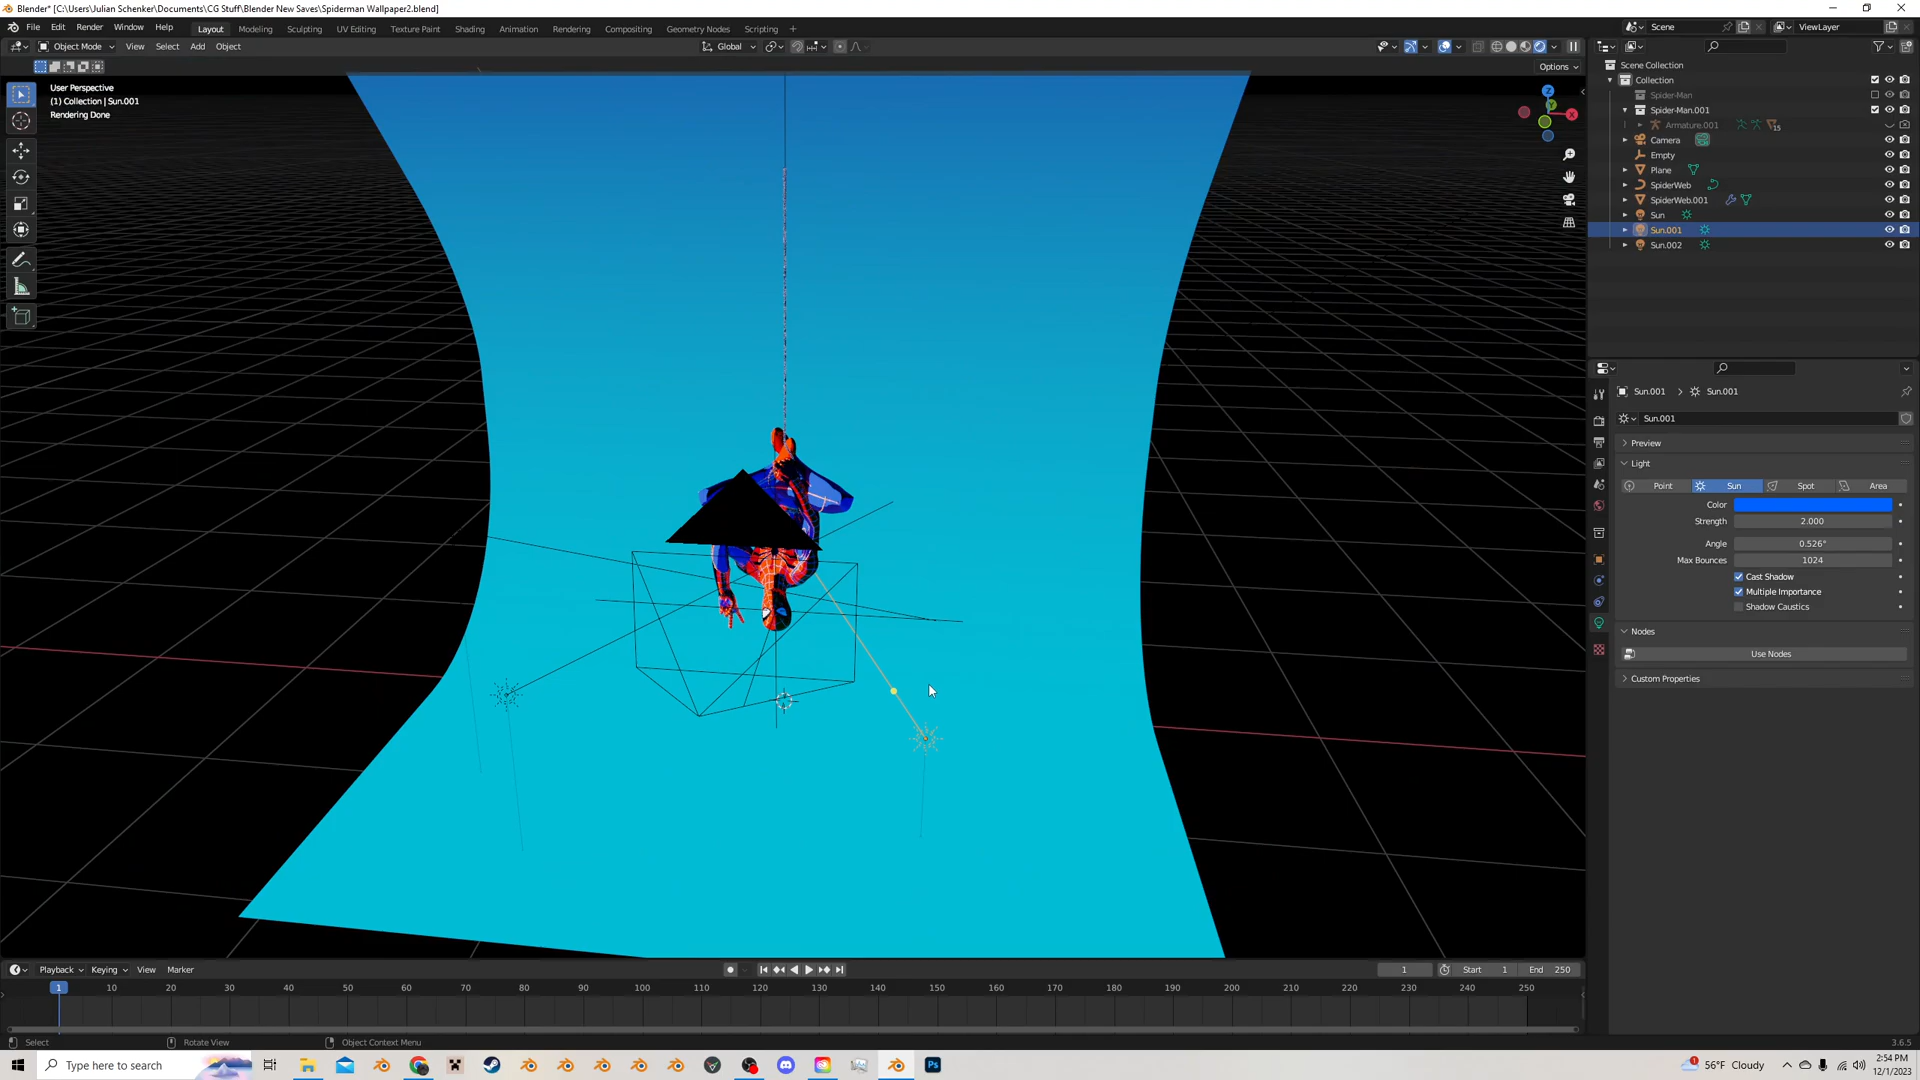 Blender* [C:\Users\Julian Schenker\Documents\CG Stuff\Blender New Saves\Spiderman Wallpaper2.blend]
File Edit Render Window Help Layout Modeling Sculpting UV Editing Texture Paint Shading Animation Rendering Compositing Geometry Nodes Scripting + Scene ViewLayer
Object Mode View Select Add Object Global
Options
User Perspective
(1) Collection | Sun.001
Rendering Done
Z
Y
X
Scene Collection
Collection
Spider-Man
Spider-Man.001
Armature.001 15
Camera
Empty
Plane
SpiderWeb
SpiderWeb.001
Sun
Sun.001
Sun.002
Sun.001 > Sun.001
Sun.001
Preview
Light
Point Sun Spot Area
Color
Strength 2.000
Angle 0.526°
Max Bounces 1024
Cast Shadow
Multiple Importance
Shadow Caustics
Nodes
Use Nodes
Custom Properties
Playback Keying View Marker 1 Start 1 End 250
1 10 20 30 40 50 60 70 80 90 100 110 120 130 140 150 160 170 180 190 200 210 220 230 240 250
Select Rotate View Object Context Menu 3.6.5
Type here to search Ps 1 56°F Cloudy 2:54 PM
12/1/2023